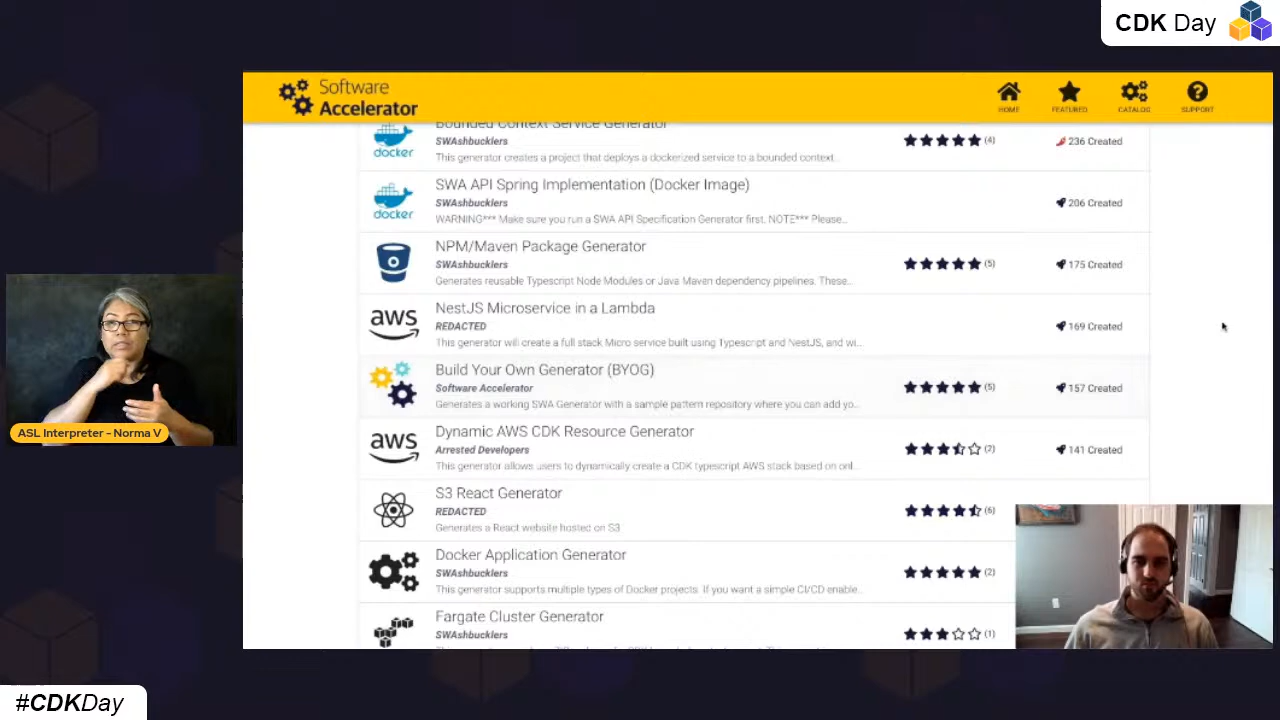 CDK Day
Software
Accelerator
HOME
FEATURED
CATALOG
SUPPORT
Bounded Context Service Generator
SWAshbucklers
(4)
236 Created
This generator creates a project that deploys a dockerized service to a bounded context...
docker
SWA API Spring Implementation (Docker Image)
SWAshbucklers
206 Created
WARNING*** Make sure you run a SWA API Specification Generator first. NOTE*** Please...
docker
NPM/Maven Package Generator
SWAshbucklers
(5)
175 Created
Generates reusable Typescript Node Modules or Java Maven dependency pipelines. These...
aws
NestJS Microservice in a Lambda
REDACTED
169 Created
This generator will create a full stack Micro service built using Typescript and NestJS, and wi...
Build Your Own Generator (BYOG)
Software Accelerator
(5)
157 Created
Generates a working SWA Generator with a sample pattern repository where you can add yo...
aws
Dynamic AWS CDK Resource Generator
Arrested Developers
(2)
141 Created
This generator allows users to dynamically create a CDK typescript AWS stack based on onl...
S3 React Generator
REDACTED
(6)
Generates a React website hosted on S3
Docker Application Generator
SWAshbucklers
(2)
This generator supports multiple types of Docker projects. If you want a simple CI/CD enable...
Fargate Cluster Generator
SWAshbucklers
(1)
ASL Interpreter - Norma V
#CDKDay